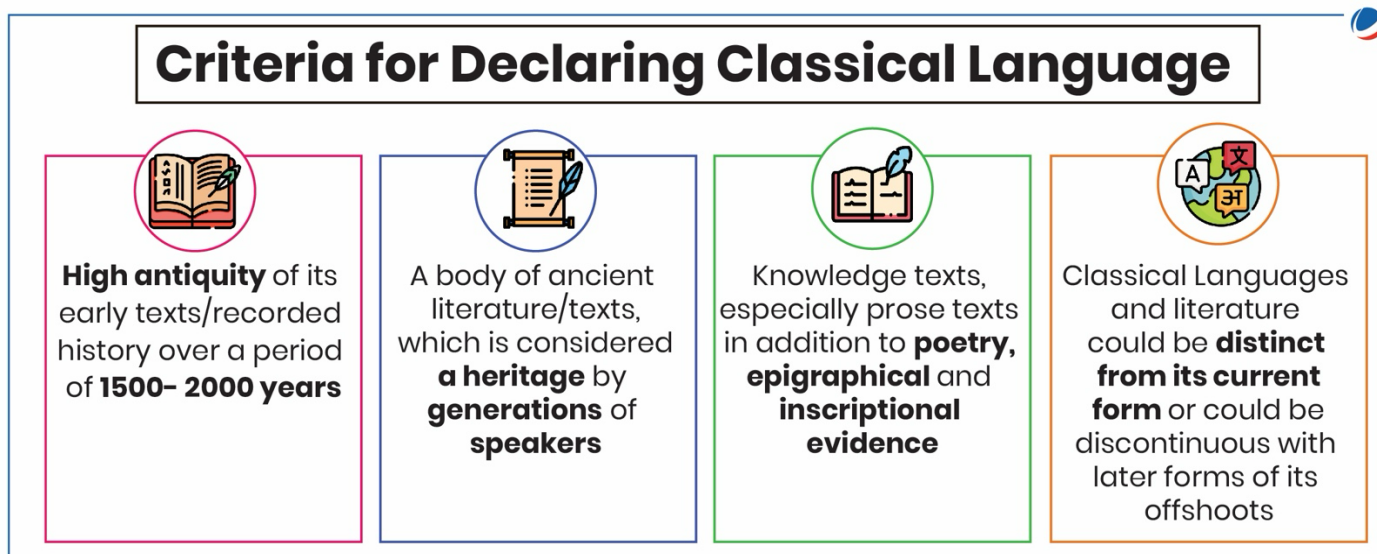 Criteria for Declaring Classical Language
High antiquity of its
early texts/recorded
history over a period
of 1500- 2000 years
A body of ancient
literature/texts,
which is considered
a heritage by
generations of
speakers
Knowledge texts,
especially prose texts
in addition to poetry,
epigraphical and
inscriptional
evidence
A
文
अ
Classical Languages
and literature
could be distinct
from its current
form or could be
discontinuous with
later forms of its
offshoots